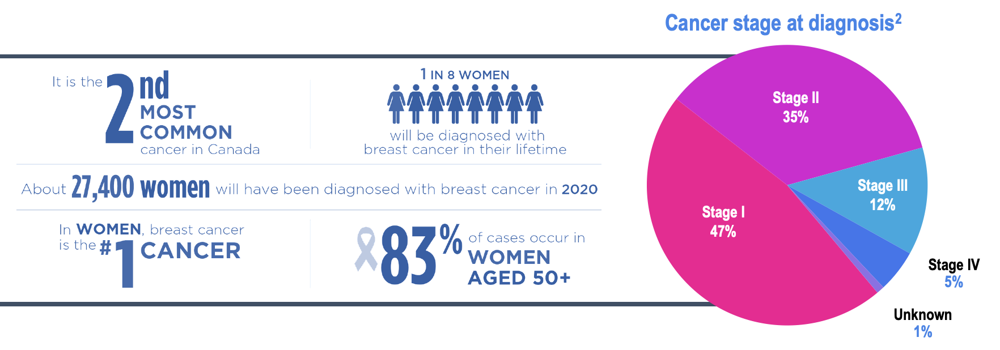 It is the 2nd
MOST
COMMON
cancer in Canada
1 IN 8 WOMEN
will be diagnosed with
breast cancer in their lifetime
About 27,400 women will have been diagnosed with breast cancer in 2020
In WOMEN, breast cancer
is the #1 CANCER
83% of cases occur in
WOMEN
AGED 50+
Cancer stage at diagnosis²
Stage II
35%
Stage III
12%
Stage I
47%
Stage IV
5%
Unknown
1%